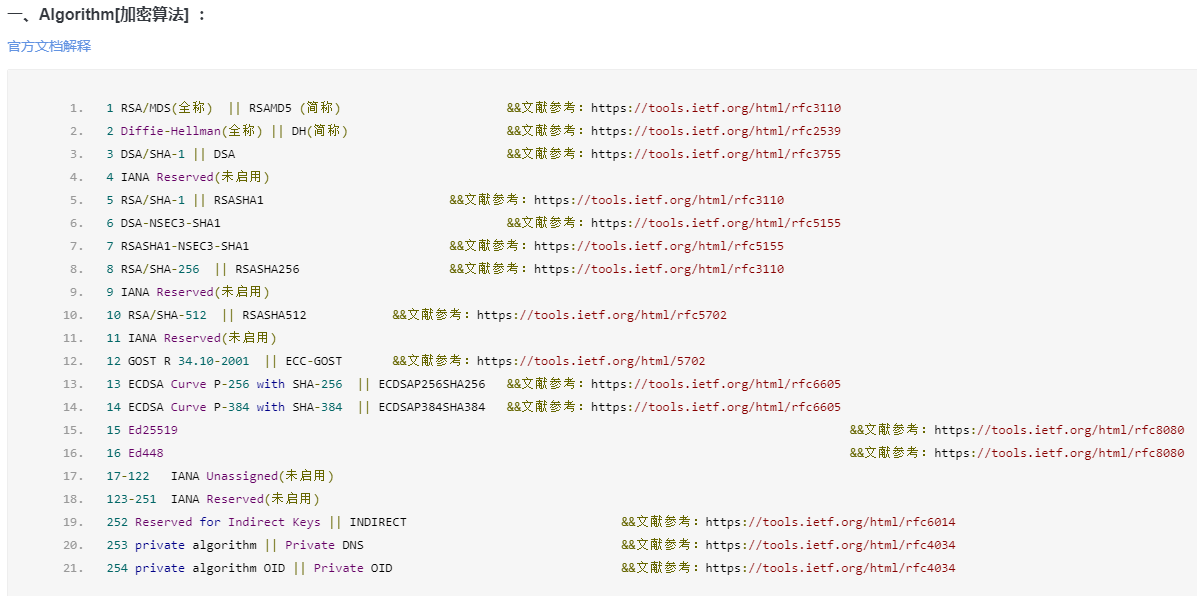 一、Algorithm[加密算法] ：
官方文档解释
1. 1 RSA/MDS(全称) || RSAMD5 (简称) &&文献参考：https://tools.ietf.org/html/rfc3110
2. 2 Diffie-Hellman(全称) || DH(简称) &&文献参考：https://tools.ietf.org/html/rfc2539
3. 3 DSA/SHA-1 || DSA &&文献参考：https://tools.ietf.org/html/rfc3755
4. 4 IANA Reserved(未启用)
5. 5 RSA/SHA-1 || RSASHA1 &&文献参考：https://tools.ietf.org/html/rfc3110
6. 6 DSA-NSEC3-SHA1 &&文献参考：https://tools.ietf.org/html/rfc5155
7. 7 RSASHA1-NSEC3-SHA1 &&文献参考：https://tools.ietf.org/html/rfc5155
8. 8 RSA/SHA-256 || RSASHA256 &&文献参考：https://tools.ietf.org/html/rfc3110
9. 9 IANA Reserved(未启用)
10. 10 RSA/SHA-512 || RSASHA512 &&文献参考：https://tools.ietf.org/html/rfc5702
11. 11 IANA Reserved(未启用)
12. 12 GOST R 34.10-2001 || ECC-GOST &&文献参考：https://tools.ietf.org/html/5702
13. 13 ECDSA Curve P-256 with SHA-256 || ECDSAP256SHA256 &&文献参考：https://tools.ietf.org/html/rfc6605
14. 14 ECDSA Curve P-384 with SHA-384 || ECDSAP384SHA384 &&文献参考：https://tools.ietf.org/html/rfc6605
15. 15 Ed25519 &&文献参考：https://tools.ietf.org/html/rfc8080
16. 16 Ed448 &&文献参考：https://tools.ietf.org/html/rfc8080
17. 17-122 IANA Unassigned(未启用)
18. 123-251 IANA Reserved(未启用)
19. 252 Reserved for Indirect Keys || INDIRECT &&文献参考：https://tools.ietf.org/html/rfc6014
20. 253 private algorithm || Private DNS &&文献参考：https://tools.ietf.org/html/rfc4034
21. 254 private algorithm OID || Private OID &&文献参考：https://tools.ietf.org/html/rfc4034